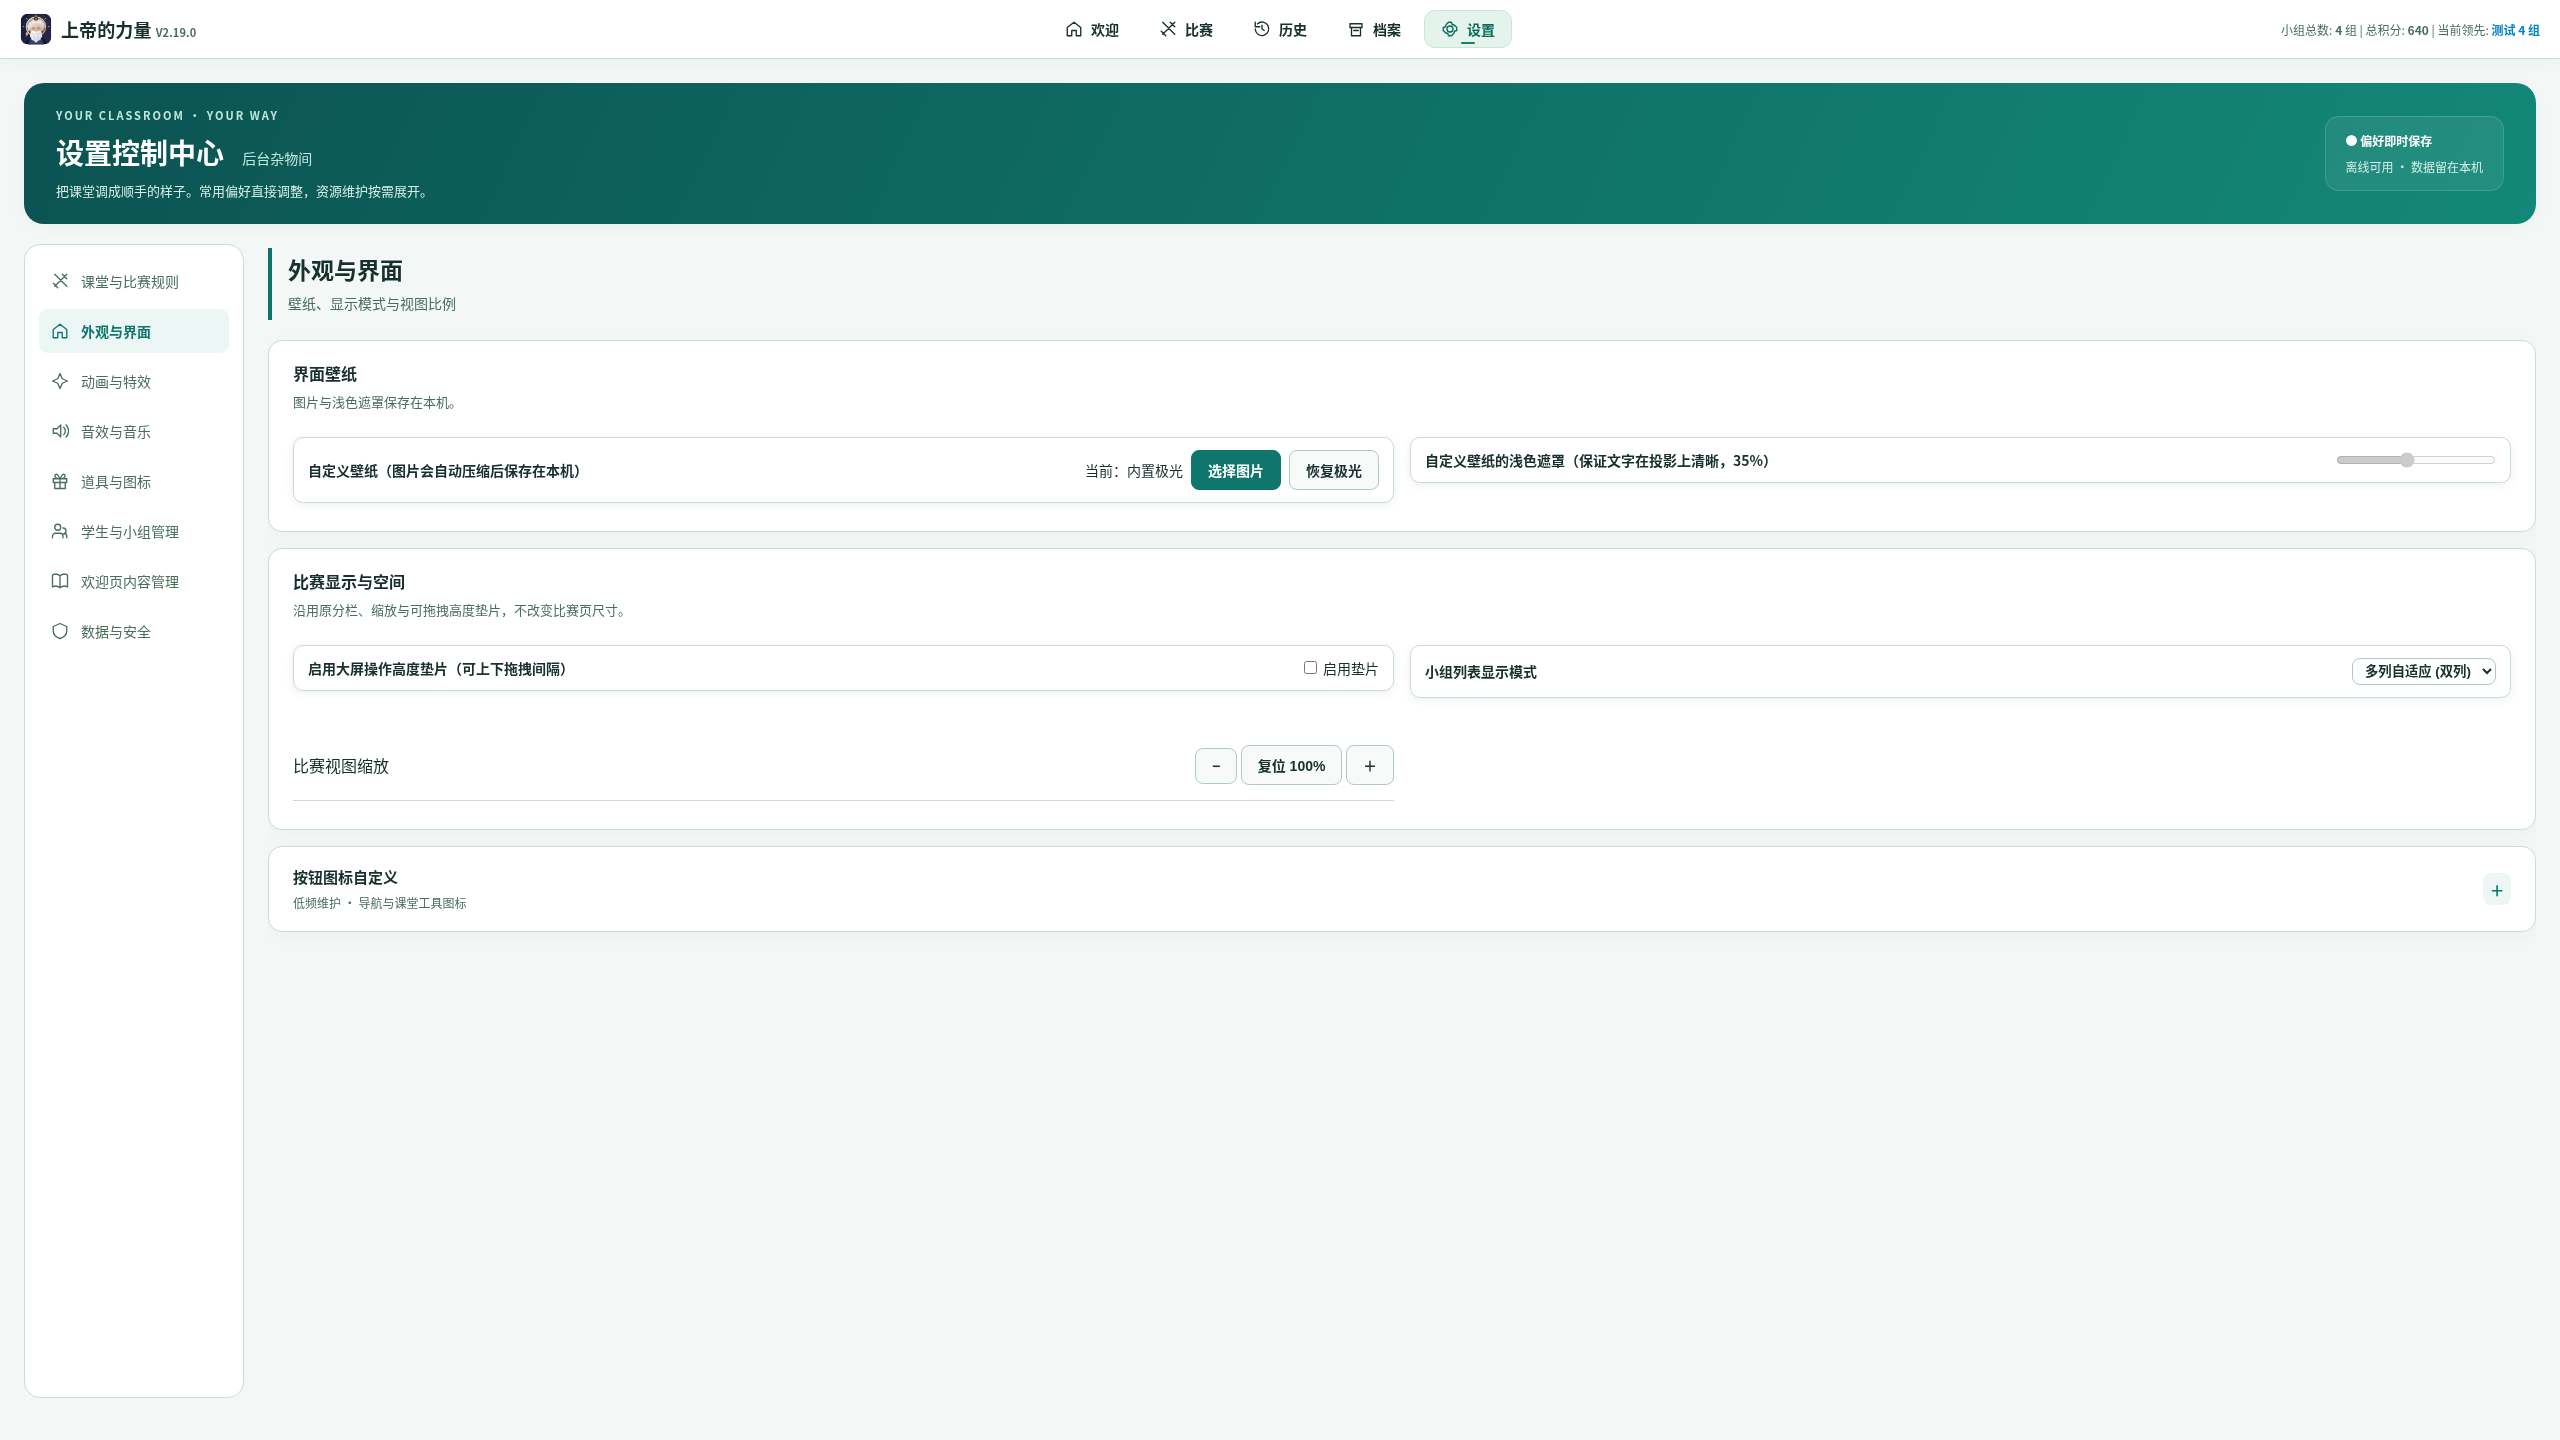 上帝的力量 V2.19.0
欢迎
比赛
历史
档案
设置
小组总数: 4 组 | 总积分: 640 | 当前领先: 测试 4 组
YOUR CLASSROOM · YOUR WAY
设置控制中心 后台杂物间
把课堂调成顺手的样子。常用偏好直接调整，资源维护按需展开。
偏好即时保存
离线可用 · 数据留在本机
课堂与比赛规则
外观与界面
动画与特效
音效与音乐
道具与图标
学生与小组管理
欢迎页内容管理
数据与安全
外观与界面
壁纸、显示模式与视图比例
界面壁纸
图片与浅色遮罩保存在本机。
自定义壁纸（图片会自动压缩后保存在本机）
当前：内置极光
选择图片
恢复极光
自定义壁纸的浅色遮罩（保证文字在投影上清晰，35%）
比赛显示与空间
沿用原分栏、缩放与可拖拽高度垫片，不改变比赛页尺寸。
启用大屏操作高度垫片（可上下拖拽间隔）
启用垫片
小组列表显示模式
多列自适应 (双列)
比赛视图缩放
−
复位 100%
+
按钮图标自定义
低频维护 · 导航与课堂工具图标
+